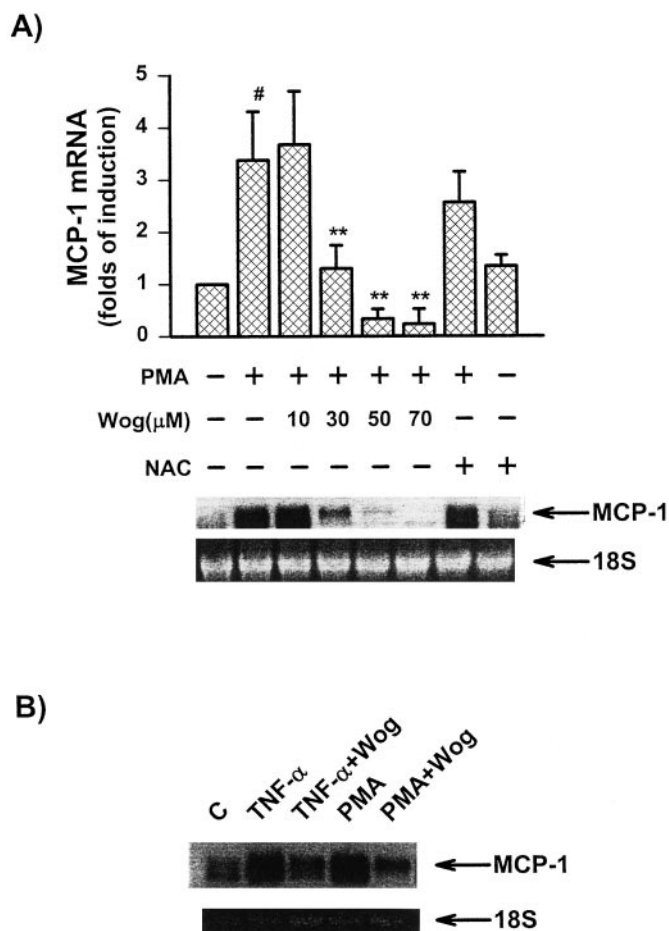 A)
MCP-1 mRNA
(folds of induction)
5
4
3
2
1
0
#
**
**
**
PMA − + + + + + + −
Wog(μM) − − 10 30 50 70 − −
NAC − − − − − − + +
MCP-1
18S
B)
C TNF-α TNF-α+Wog PMA PMA+Wog
MCP-1
18S